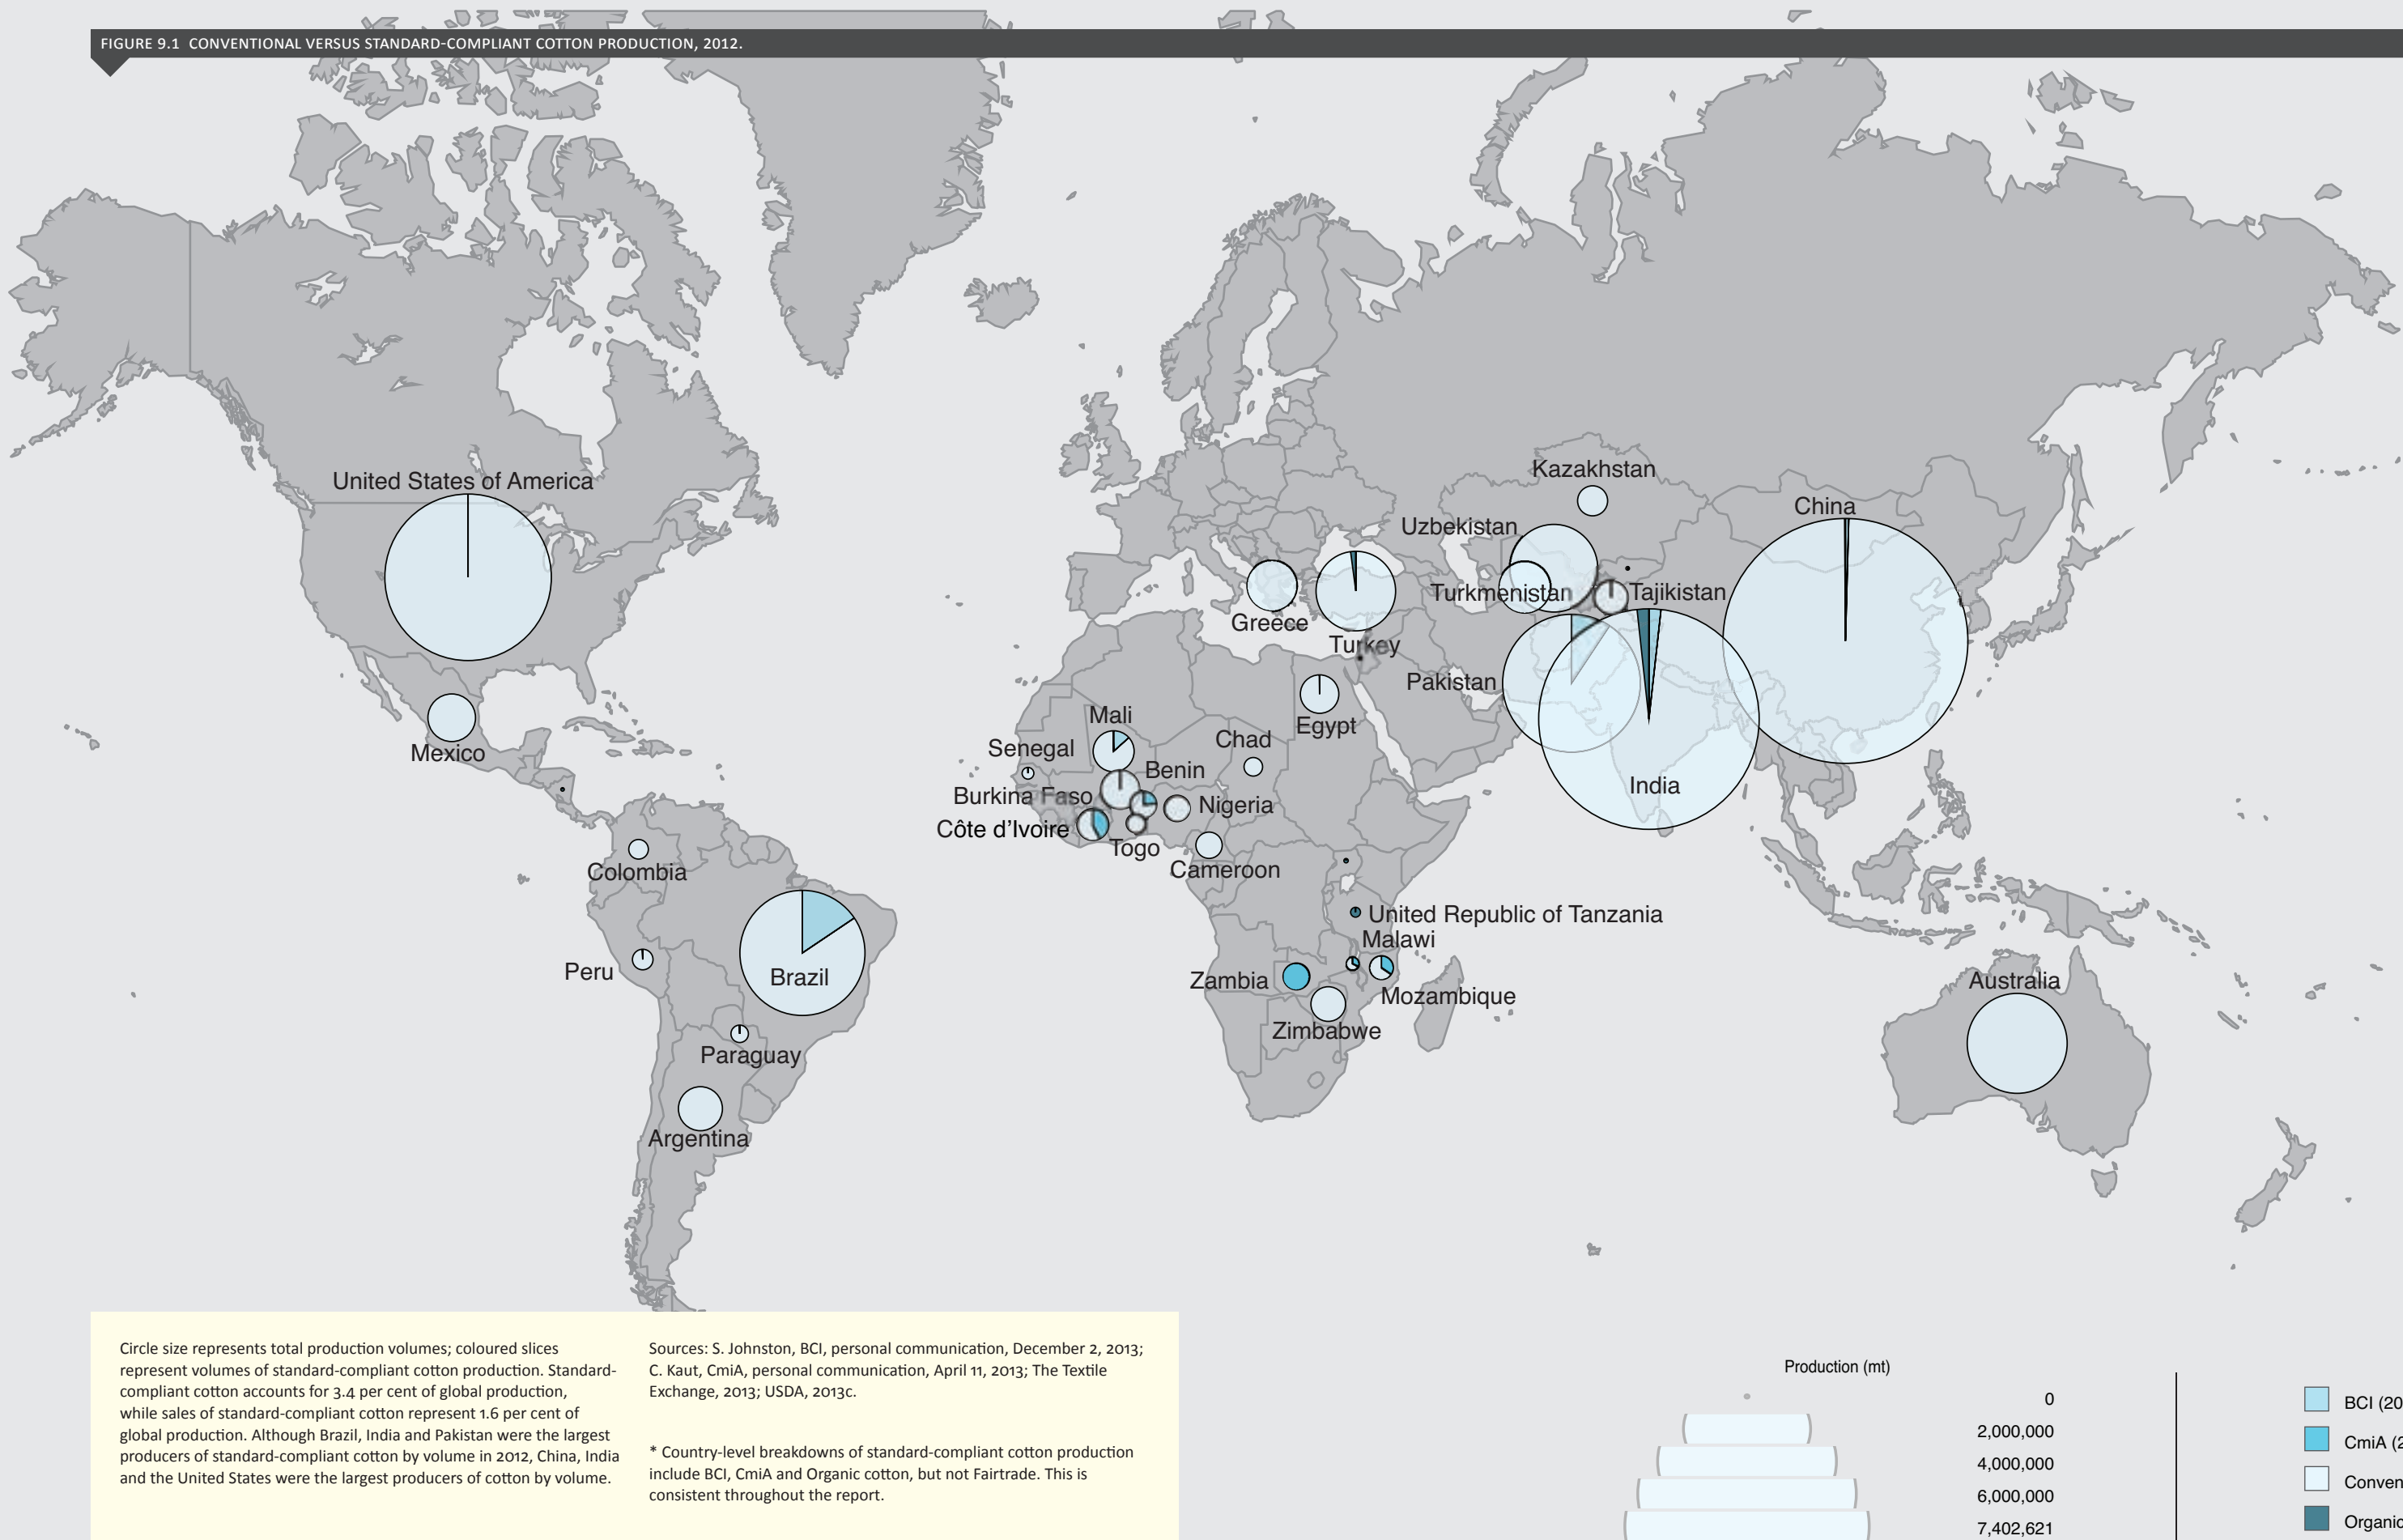 FIGURE 9.1 CONVENTIONAL VERSUS STANDARD-COMPLIANT COTTON PRODUCTION, 2012.
United States of America
Kazakhstan
China
Uzbekistan
Turkmenistan
Tajikistan
Greece
Turkey
Pakistan
Mali
Egypt
Mexico
Senegal
Chad
Benin
India
Burkina Faso
Nigeria
Côte d'Ivoire
Togo
Colombia
Cameroon
United Republic of Tanzania
Malawi
Peru
Brazil
Zambia
Australia
Mozambique
Zimbabwe
Paraguay
Argentina
Circle size represents total production volumes; coloured slices
represent volumes of standard-compliant cotton production. Standard-
compliant cotton accounts for 3.4 per cent of global production,
while sales of standard-compliant cotton represent 1.6 per cent of
global production. Although Brazil, India and Pakistan were the largest
producers of standard-compliant cotton by volume in 2012, China, India
and the United States were the largest producers of cotton by volume.
Sources: S. Johnston, BCI, personal communication, December 2, 2013;
C. Kaut, CmiA, personal communication, April 11, 2013; The Textile
Exchange, 2013; USDA, 2013c.
* Country-level breakdowns of standard-compliant cotton production
include BCI, CmiA and Organic cotton, but not Fairtrade. This is
consistent throughout the report.
Production (mt)
0
2,000,000
4,000,000
6,000,000
7,402,621
BCI (20
CmiA (2
Conven
Organic